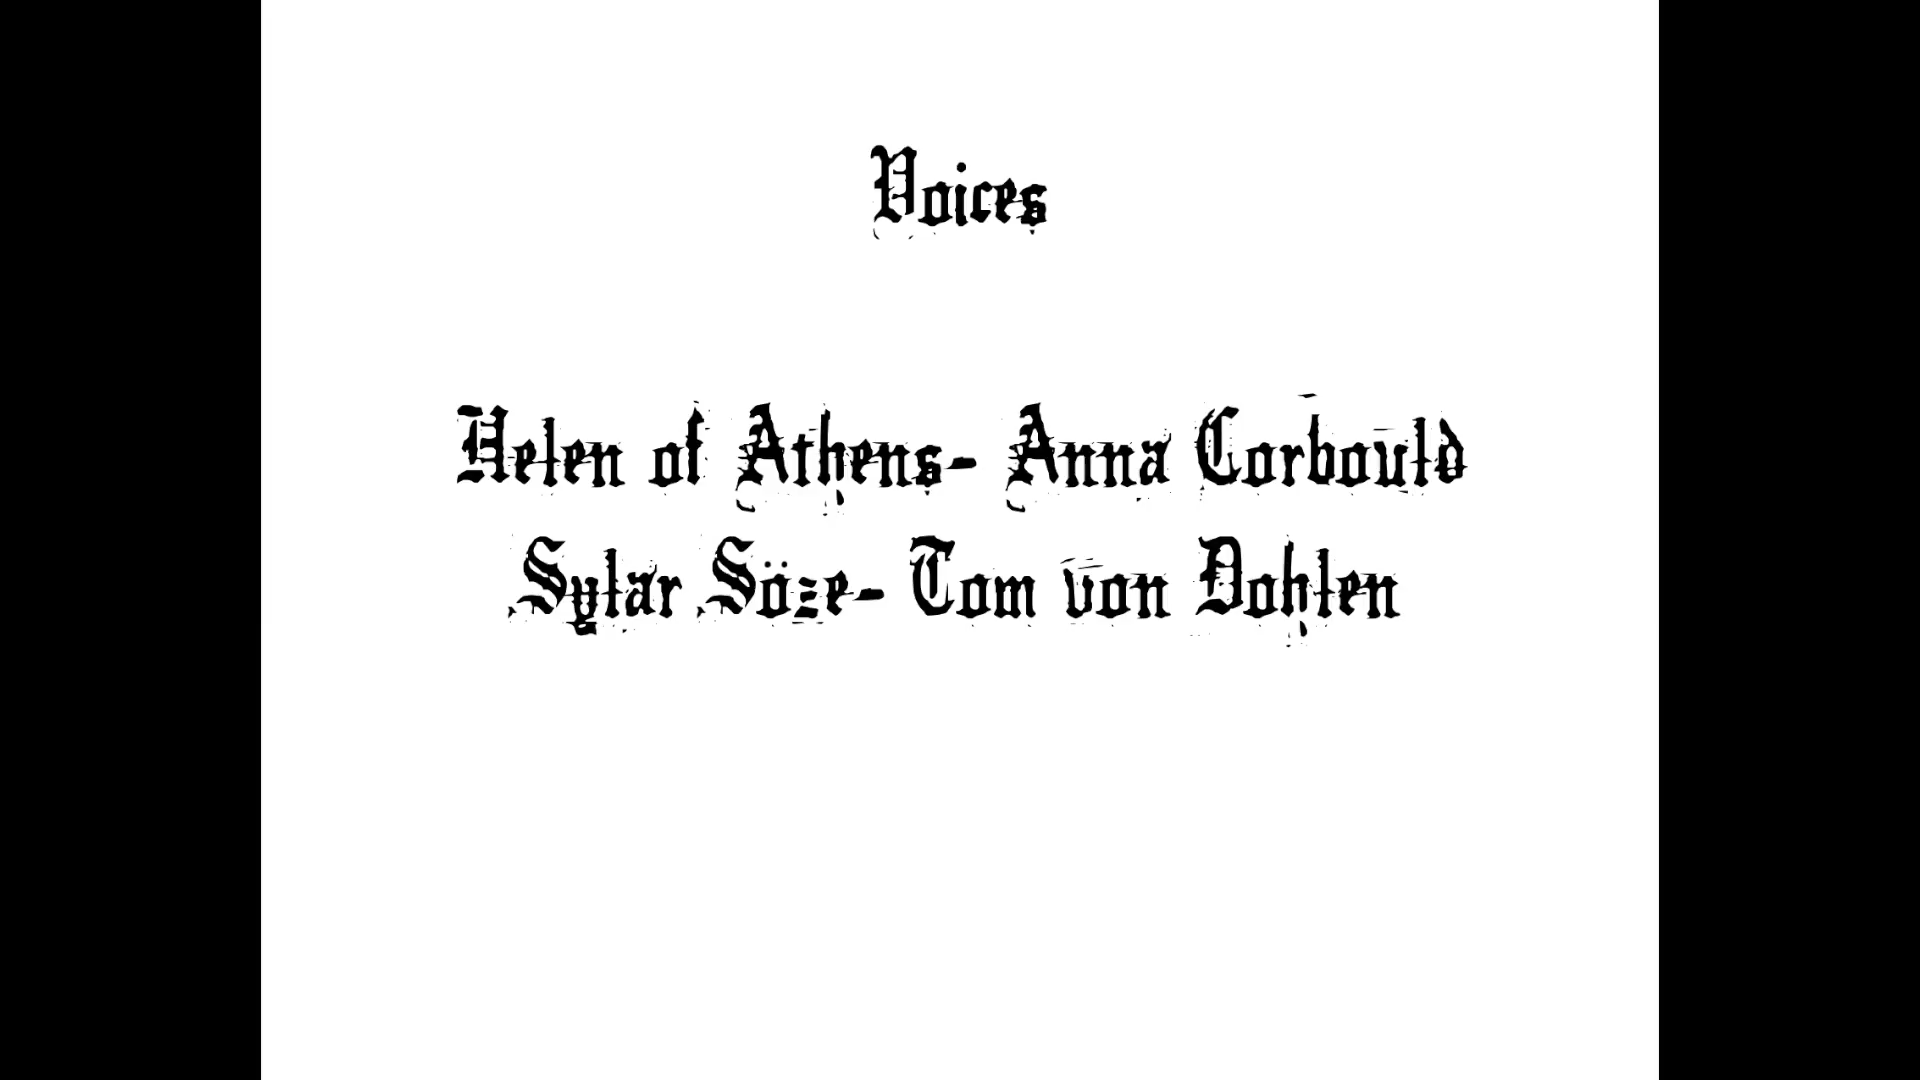 Voices
Helen of Athens- Anna Corbould
Sylar Söze- Tom von Dohlen